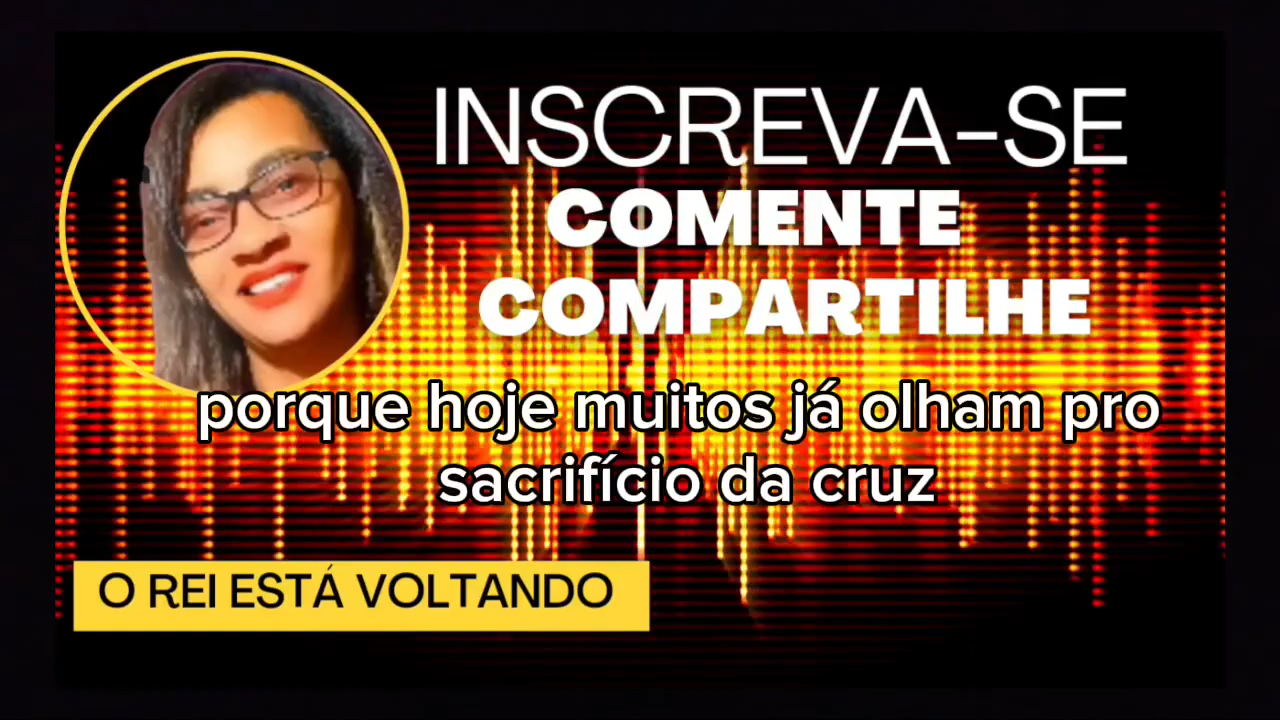 INSCREVA-SE
COMENTE
COMPARTILHE
porque hoje muitos já olham pro
sacrifício da cruz
O REI ESTÁ VOLTANDO